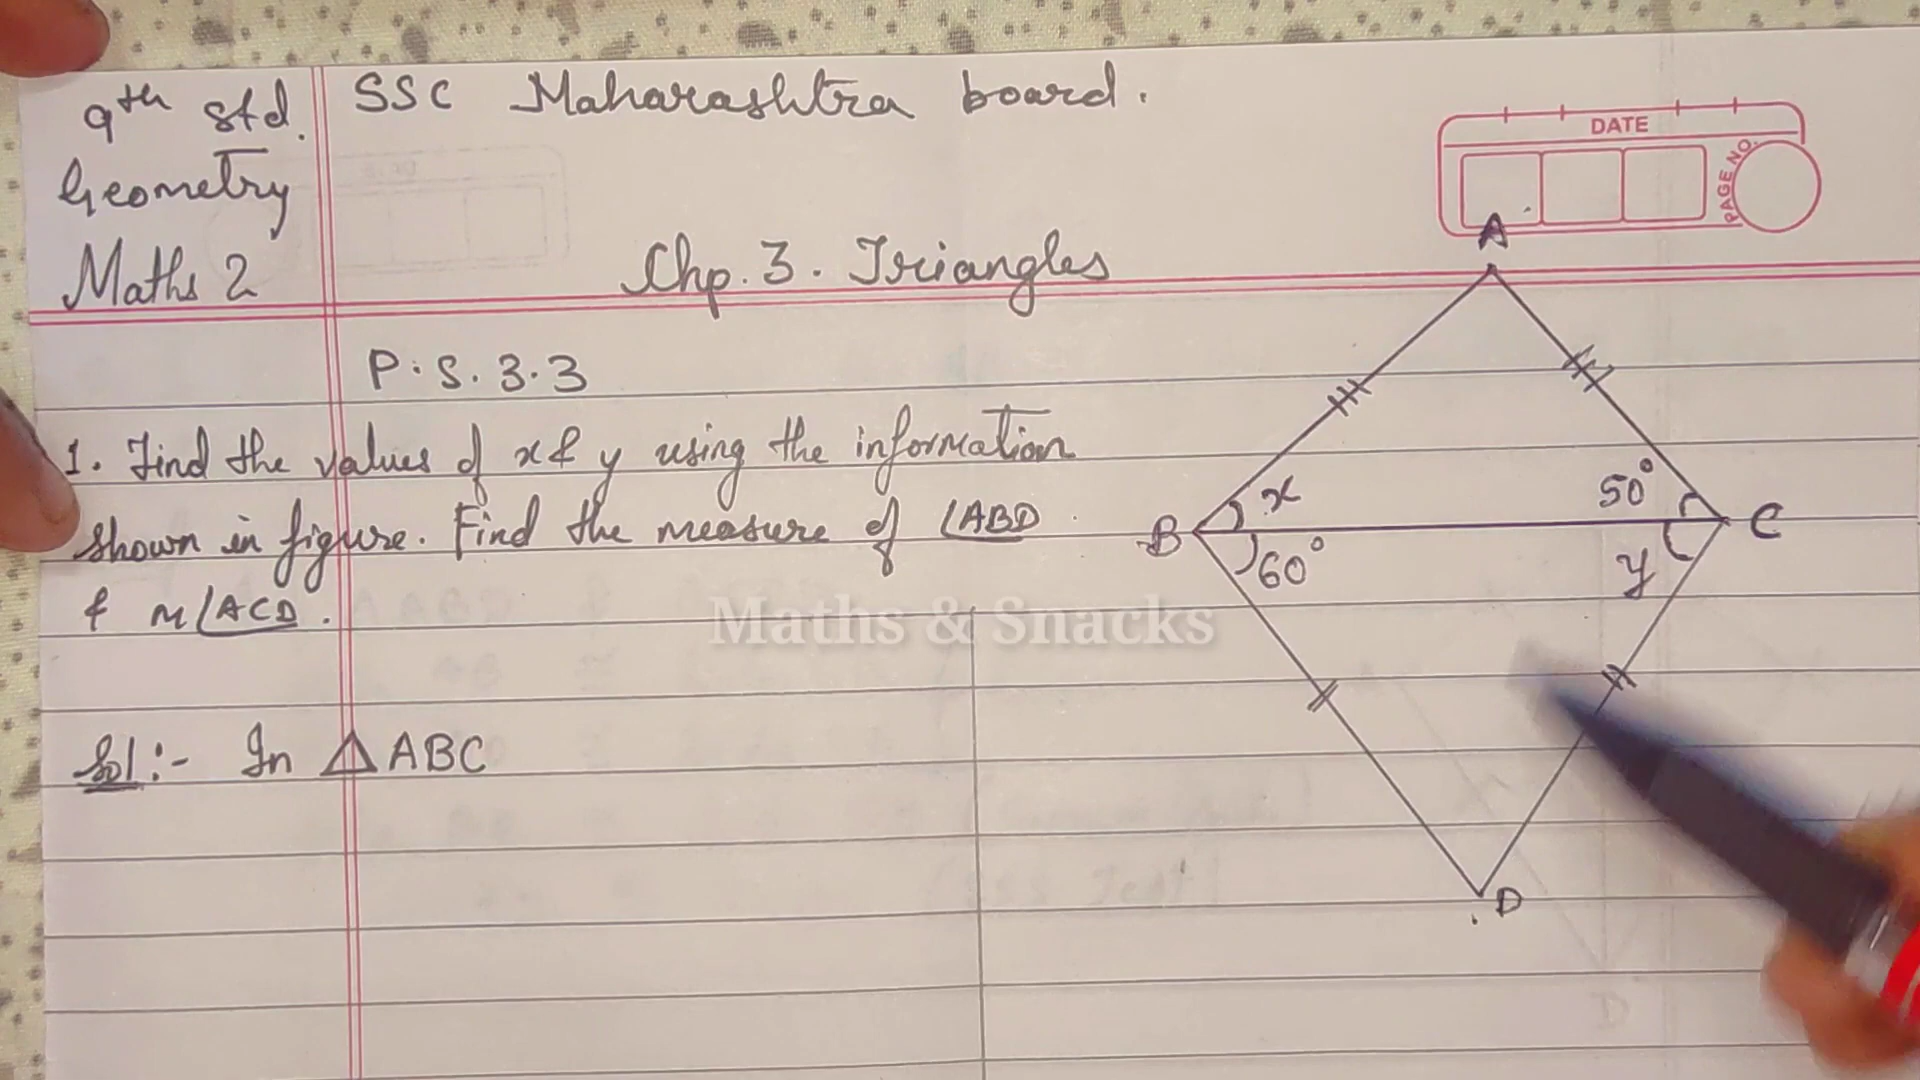 9th std.
SSC Maharashtra board.
Geometry
Maths 2
DATE
PAGE NO.
Chp. 3. Triangles
P.S. 3.3
1. Find the values of x & y using the information
shown in figure. Find the measure of ∠ABD
& m∠ACD.
Sol:- In △ABC
A
x
50°
B
C
60°
y
D
Maths & Snacks